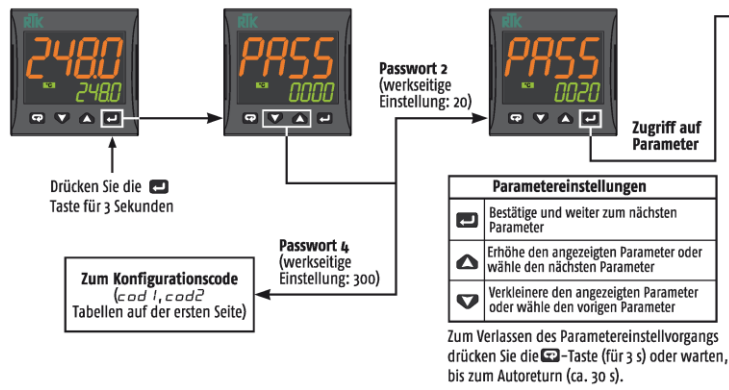 RTK
248.0
°C
248.0
RTK
PASS
°C
0000
RTK
PASS
°C
0020
Drücken Sie die
Taste für 3 Sekunden
Passwort 2
(werkseitige
Einstellung: 20)
Zugriff auf
Parameter
Passwort 4
(werkseitige
Einstellung: 300)
Zum Konfigurationscode
(cod 1, cod2
Tabellen auf der ersten Seite)
Parametereinstellungen
Bestätige und weiter zum nächsten
Parameter
Erhöhe den angezeigten Parameter oder
wähle den nächsten Parameter
Verkleinere den angezeigten Parameter
oder wähle den vorigen Parameter
Zum Verlassen des Parametereinstellvorgangs
drücken Sie die -Taste (für 3 s) oder warten,
bis zum Autoreturn (ca. 30 s).